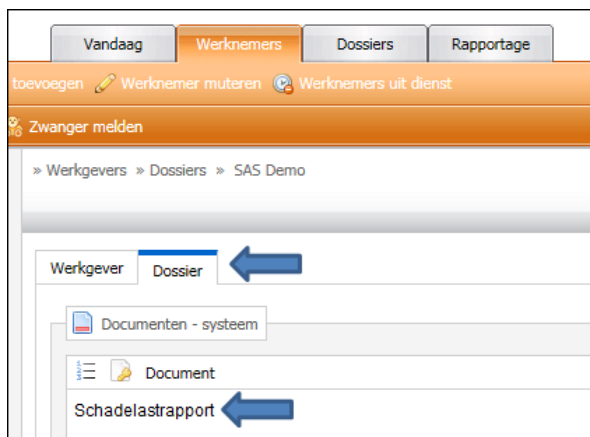 Vandaag Werknemers Dossiers Rapportage
toevoegen Werknemer muteren Werknemers uit dienst
Zwanger melden
» Werkgevers » Dossiers » SAS Demo
Werkgever Dossier
Documenten - systeem
Document
Schadelastrapport